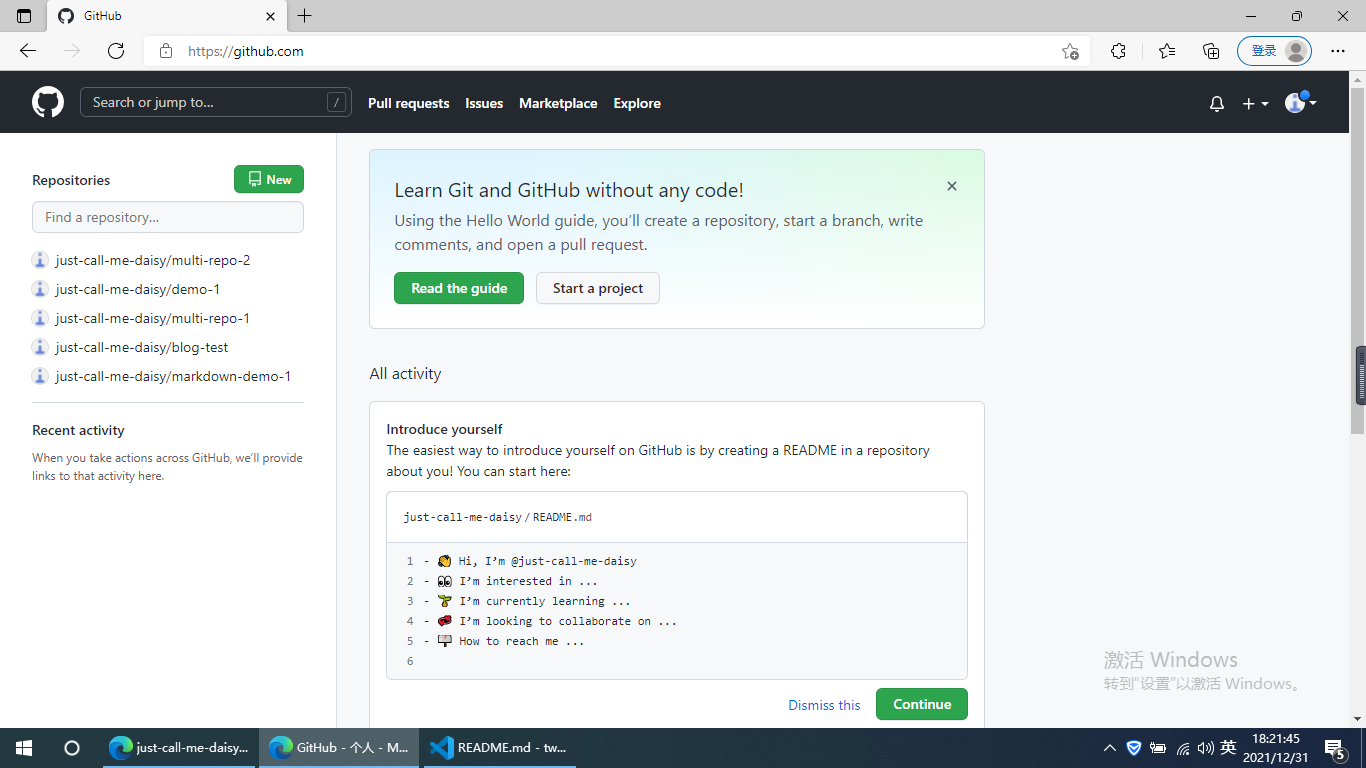 GitHub
https://github.com
登录
Search or jump to...
/
Pull requests
Issues
Marketplace
Explore
Repositories
New
Find a repository...
just-call-me-daisy/multi-repo-2
just-call-me-daisy/demo-1
just-call-me-daisy/multi-repo-1
just-call-me-daisy/blog-test
just-call-me-daisy/markdown-demo-1
Recent activity
When you take actions across GitHub, we’ll provide
links to that activity here.
Learn Git and GitHub without any code!
Using the Hello World guide, you’ll create a repository, start a branch, write
comments, and open a pull request.
Read the guide
Start a project
All activity
Introduce yourself
The easiest way to introduce yourself on GitHub is by creating a README in a repository
about you! You can start here:
just-call-me-daisy / README.md
1 - 👋 Hi, I’m @just-call-me-daisy
2 - 👀 I’m interested in ...
3 - 🌱 I’m currently learning ...
4 - 💞️ I’m looking to collaborate on ...
5 - 📫 How to reach me ...
6
Dismiss this
Continue
激活 Windows
转到"设置"以激活 Windows。
just-call-me-daisy...
GitHub - 个人 - M...
README.md - tw...
英
18:21:45
2021/12/31
5